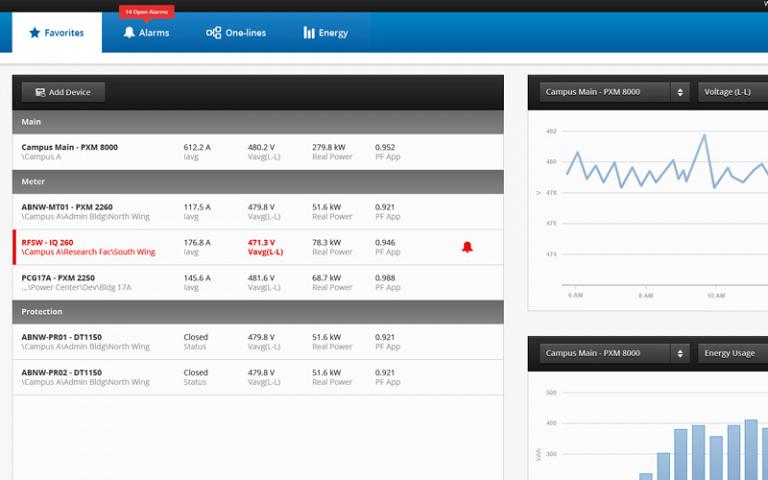 14 Open Alarms
Favorites
Alarms
One-lines
Energy
Add Device
Main
Campus Main - PXM 8000 612.2 A 480.2 V 279.8 kW 0.952
\Campus A Iavg Vavg(L-L) Real Power PF App
Meter
ABNW-MT01 - PXM 2260 117.5 A 479.8 V 51.6 kW 0.921
\Campus A\Admin Bldg\North Wing Iavg Vavg(L-L) Real Power PF App
RFSW - IQ 260 176.8 A 471.3 V 78.3 kW 0.946
\Campus A\Research Fac\South Wing Iavg Vavg(L-L) Real Power PF App
PCG17A - PXM 2250 145.6 A 481.6 V 68.7 kW 0.988
...\Power Center\Dev\Bldg 17A Iavg Vavg(L-L) Real Power PF App
Protection
ABNW-PR01 - DT1150 Closed 479.8 V 51.6 kW 0.921
\Campus A\Admin Bldg\North Wing Status Vavg(L-L) Real Power PF App
ABNW-PR02 - DT1150 Closed 479.8 V 51.6 kW 0.921
\Campus A\Admin Bldg\North Wing Status Vavg(L-L) Real Power PF App
Campus Main - PXM 8000 Voltage (L-L)
482
480
V
478
476
474
6 AM 8 AM 10 AM
Campus Main - PXM 8000 Energy Usage
500
400
kWh
300